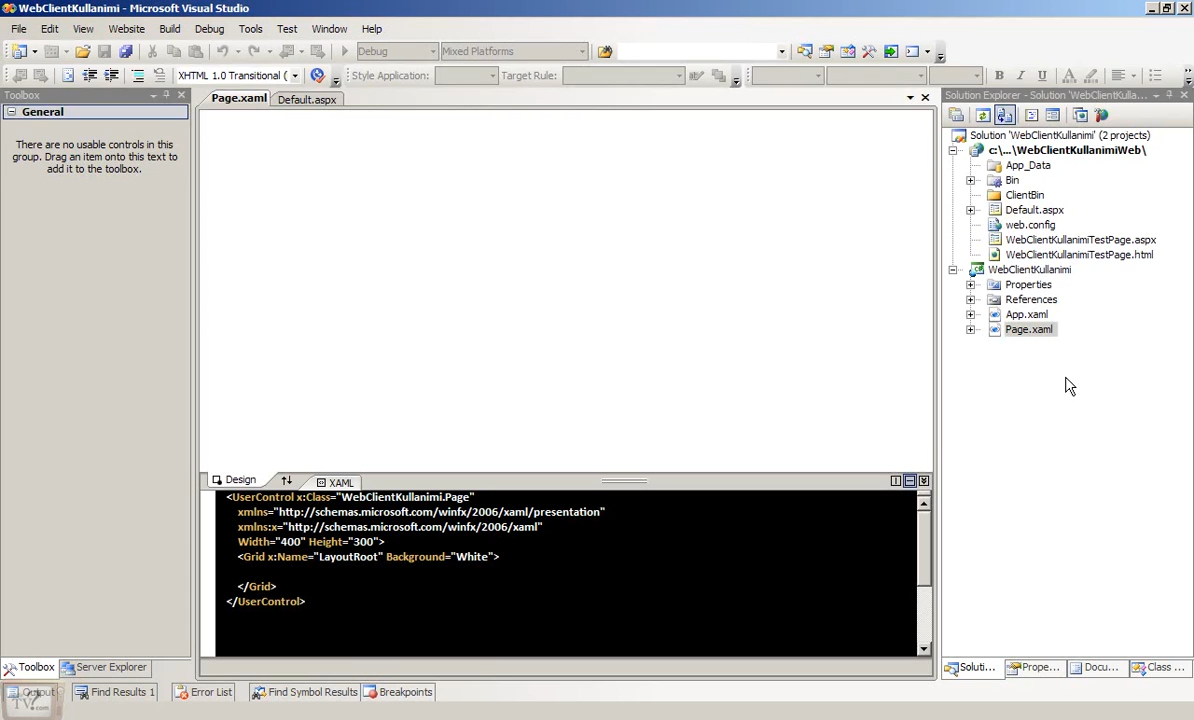 WebClientKullanimi - Microsoft Visual Studio
File Edit View Website Build Debug Tools Test Window Help
Debug Mixed Platforms
XHTML 1.0 Transitional ( Style Application: Target Rule: B I U A
Toolbox
General
There are no usable controls in this
group. Drag an item onto this text to
add it to the toolbox.
Page.xaml Default.aspx
Design XAML
<UserControl x:Class="WebClientKullanimi.Page"
xmlns="http://schemas.microsoft.com/winfx/2006/xaml/presentation"
xmlns:x="http://schemas.microsoft.com/winfx/2006/xaml"
Width="400" Height="300">
<Grid x:Name="LayoutRoot" Background="White">
</Grid>
</UserControl>
Solution Explorer - Solution 'WebClientKulla...
Solution 'WebClientKullanimi' (2 projects)
c:\...\WebClientKullanimiWeb\
App_Data
Bin
ClientBin
Default.aspx
web.config
WebClientKullanimiTestPage.aspx
WebClientKullanimiTestPage.html
WebClientKullanimi
Properties
References
App.xaml
Page.xaml
Toolbox Server Explorer
Soluti... Prope... Docu... Class ...
Output Find Results 1 Error List Find Symbol Results Breakpoints